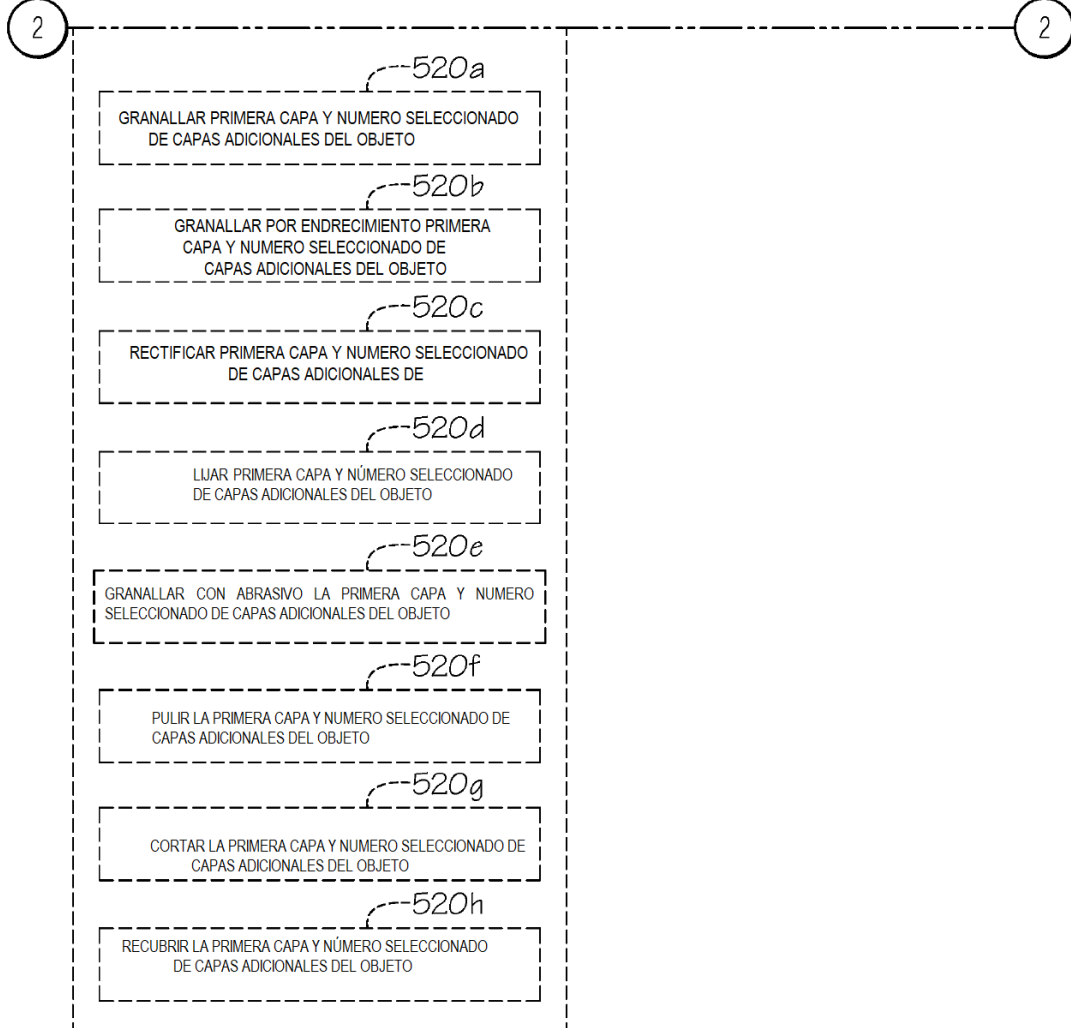 2
2
520a
GRANALLAR PRIMERA CAPA Y NUMERO SELECCIONADO
DE CAPAS ADICIONALES DEL OBJETO
520b
GRANALLAR POR ENDRECIMIENTO PRIMERA
CAPA Y NUMERO SELECCIONADO DE
CAPAS ADICIONALES DEL OBJETO
520c
RECTIFICAR PRIMERA CAPA Y NUMERO SELECCIONADO
DE CAPAS ADICIONALES DE
520d
LIJAR PRIMERA CAPA Y NÚMERO SELECCIONADO
DE CAPAS ADICIONALES DEL OBJETO
520e
GRANALLAR CON ABRASIVO LA PRIMERA CAPA Y NUMERO
SELECCIONADO DE CAPAS ADICIONALES DEL OBJETO
520f
PULIR LA PRIMERA CAPA Y NUMERO SELECCIONADO DE
CAPAS ADICIONALES DEL OBJETO
520g
CORTAR LA PRIMERA CAPA Y NUMERO SELECCIONADO DE
CAPAS ADICIONALES DEL OBJETO
520h
RECUBRIR LA PRIMERA CAPA Y NÚMERO SELECCIONADO
DE CAPAS ADICIONALES DEL OBJETO